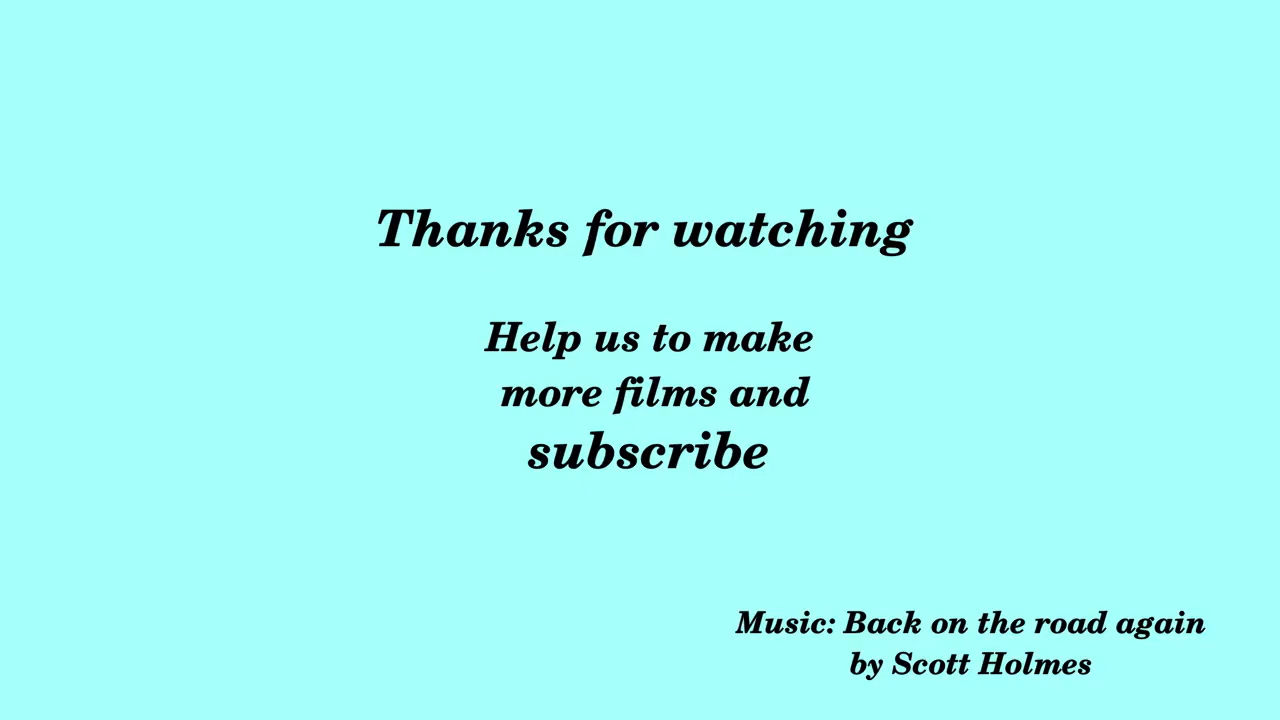 Thanks for watching
Help us to make
more films and
subscribe
Music: Back on the road again
by Scott Holmes